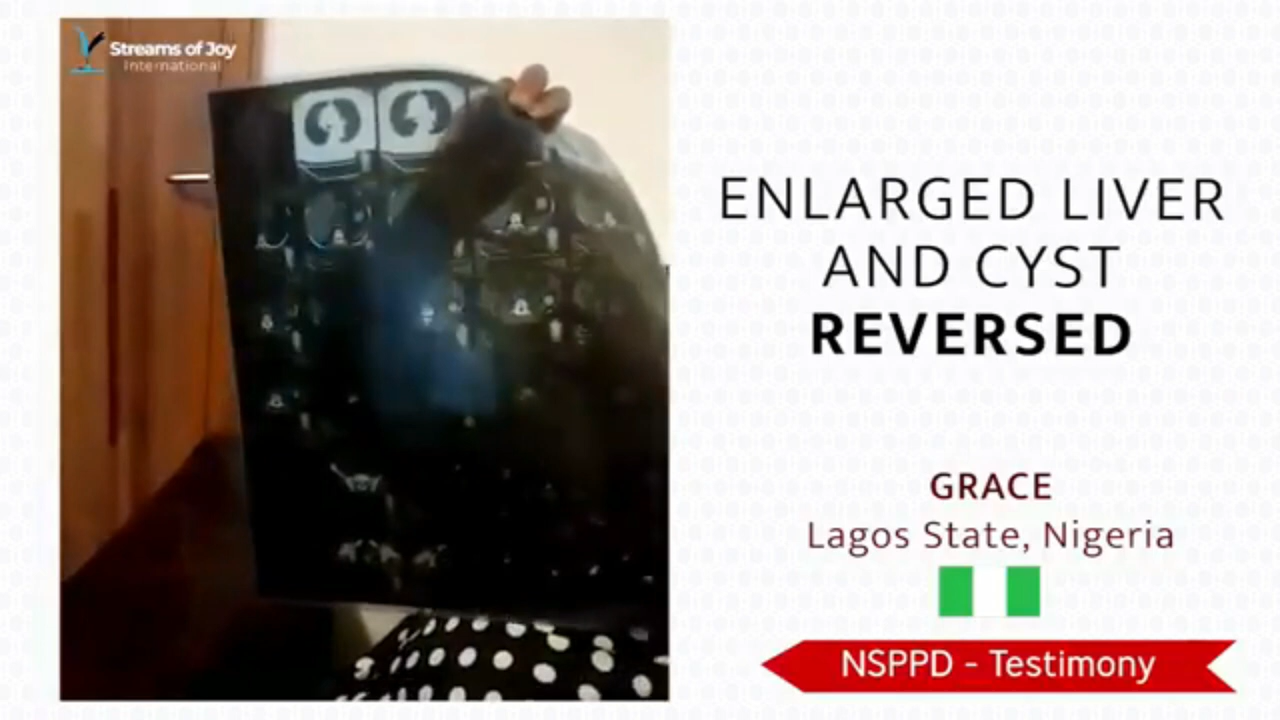 Streams of Joy
International
ENLARGED LIVER
AND CYST
REVERSED
GRACE
Lagos State, Nigeria
NSPPD - Testimony